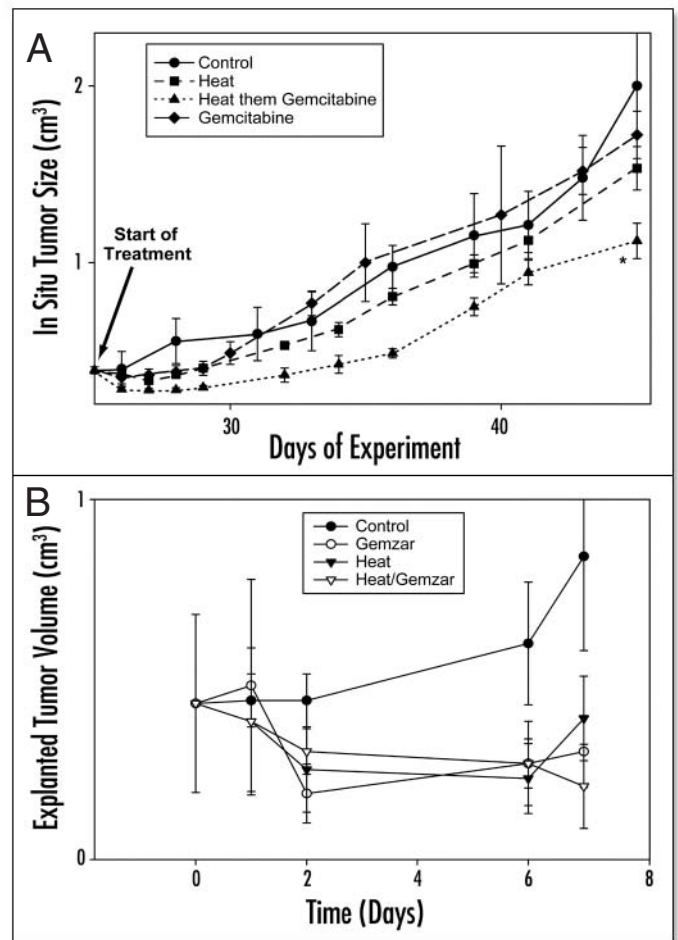 A
Control
Heat
Heat them Gemcitabine
Gemcitabine
2
1
In Situ Tumor Size (cm³)
Start of
Treatment
*
30
40
Days of Experiment
B
1
Control
Gemzar
Heat
Heat/Gemzar
Explanted Tumor Volume (cm³)
0
0
2
4
6
8
Time (Days)